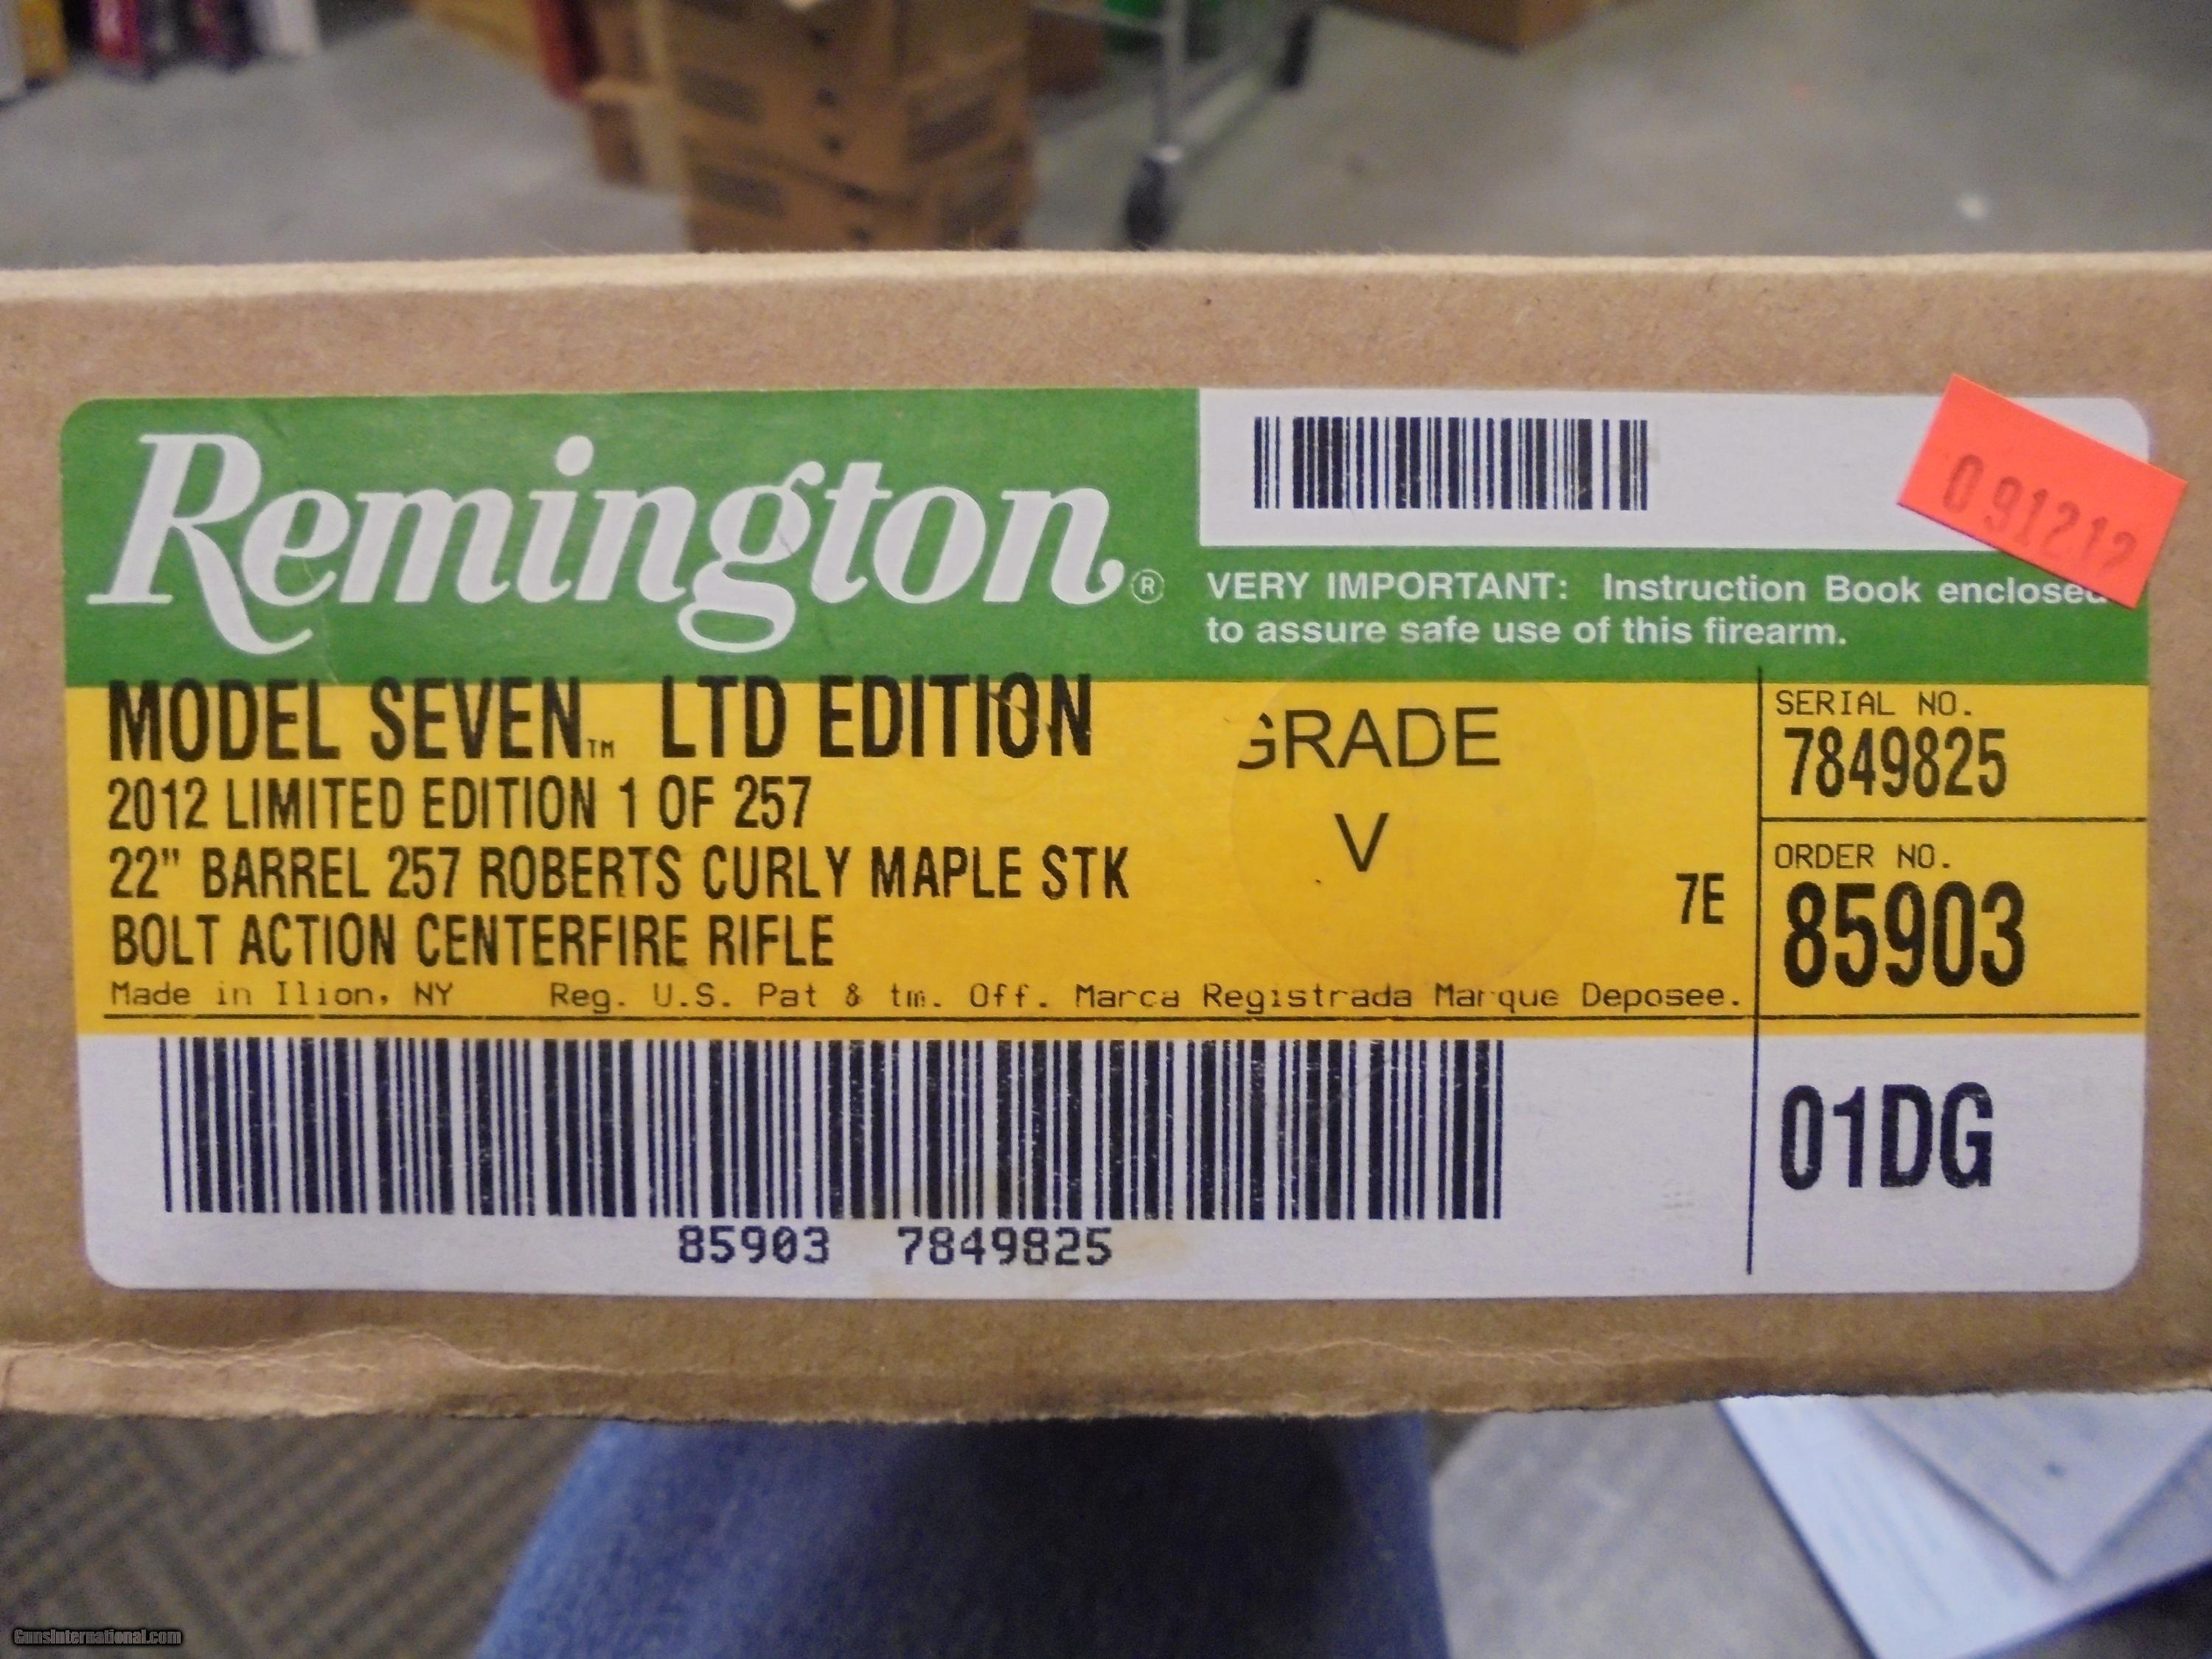 Remington®
091212
VERY IMPORTANT: Instruction Book enclosed
to assure safe use of this firearm.
MODEL SEVEN™ LTD EDITION
2012 LIMITED EDITION 1 OF 257
22" BARREL 257 ROBERTS CURLY MAPLE STK
BOLT ACTION CENTERFIRE RIFLE
GRADE
V
7E
SERIAL NO.
7849825
ORDER NO.
85903
Made in Ilion, NY Reg. U.S. Pat & tm. Off. Marca Registrada Marque Deposee.
01DG
85903 7849825
GunsInternational.com